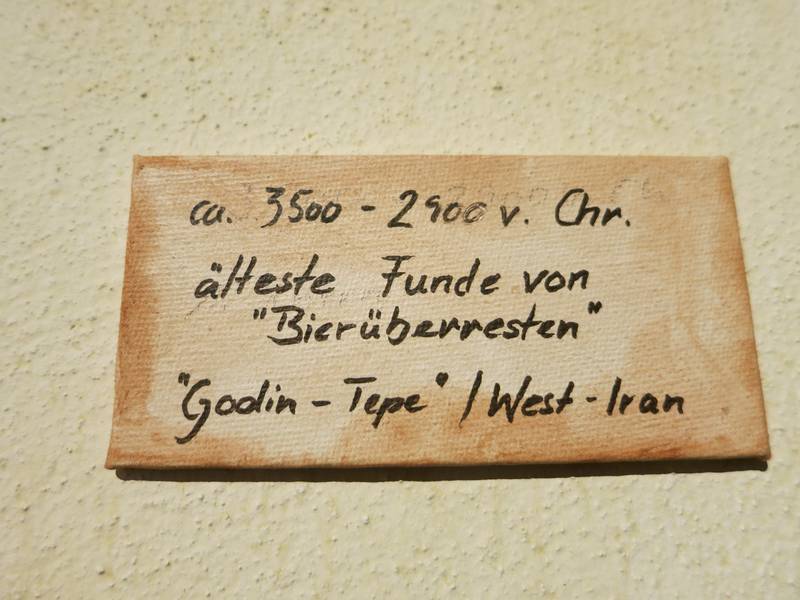 ca. 3500 - 2900 v. Chr.
älteste Funde von
"Bierüberresten"
"Godin - Tepe" / West - Iran